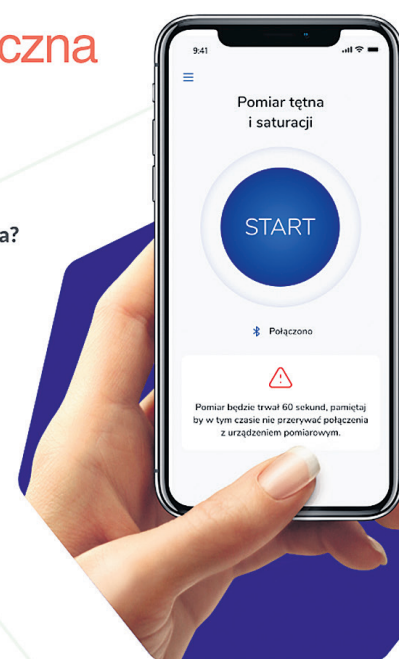 czna
a?
9:41
Pomiar tętna
i saturacji
START
Połączono
Pomiar będzie trwał 60 sekund, pamiętaj
by w tym czasie nie przerywać połączenia
z urządzeniem pomiarowym.